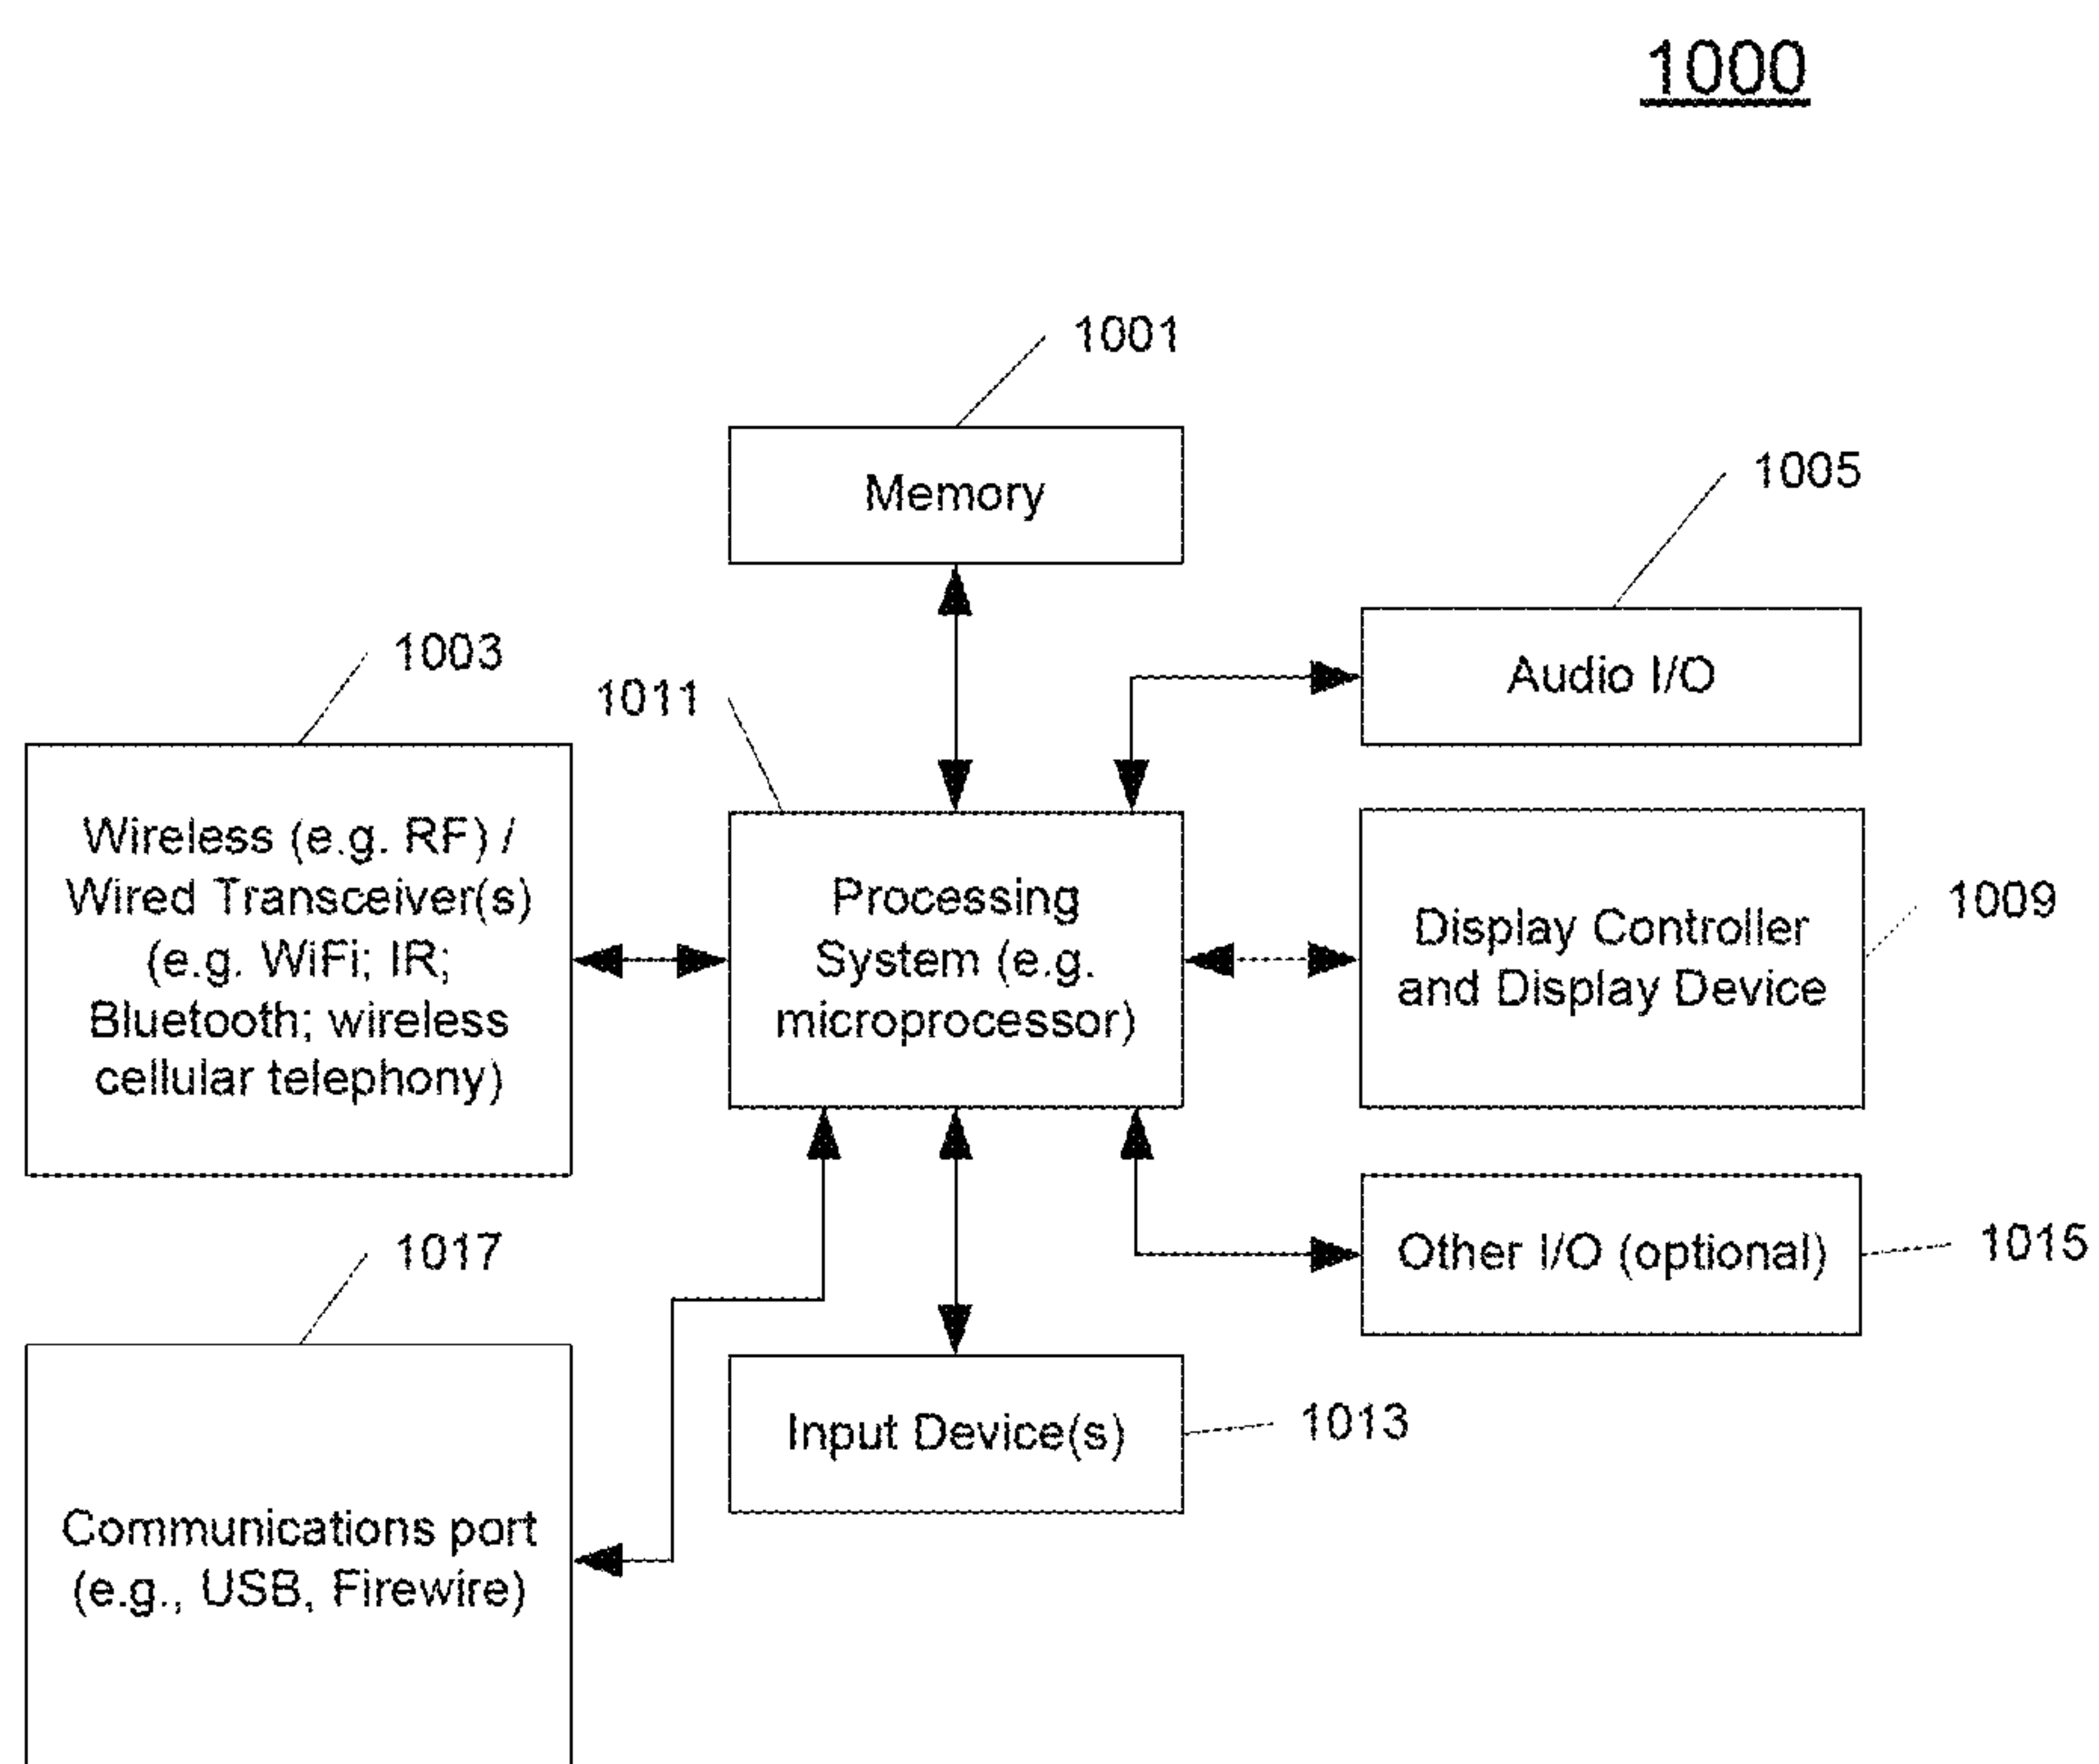 1000
1001
Memory
1005
Audio I/O
1003
1011
Wireless (e.g. RF) /
Wired Transceiver(s)
(e.g. WiFi; IR;
Bluetooth; wireless
cellular telephony)
Processing
System (e.g.
microprocessor)
Display Controller
and Display Device
1009
1017
Other I/O (optional)
1015
Input Device(s)
1013
Communications port
(e.g., USB, Firewire)